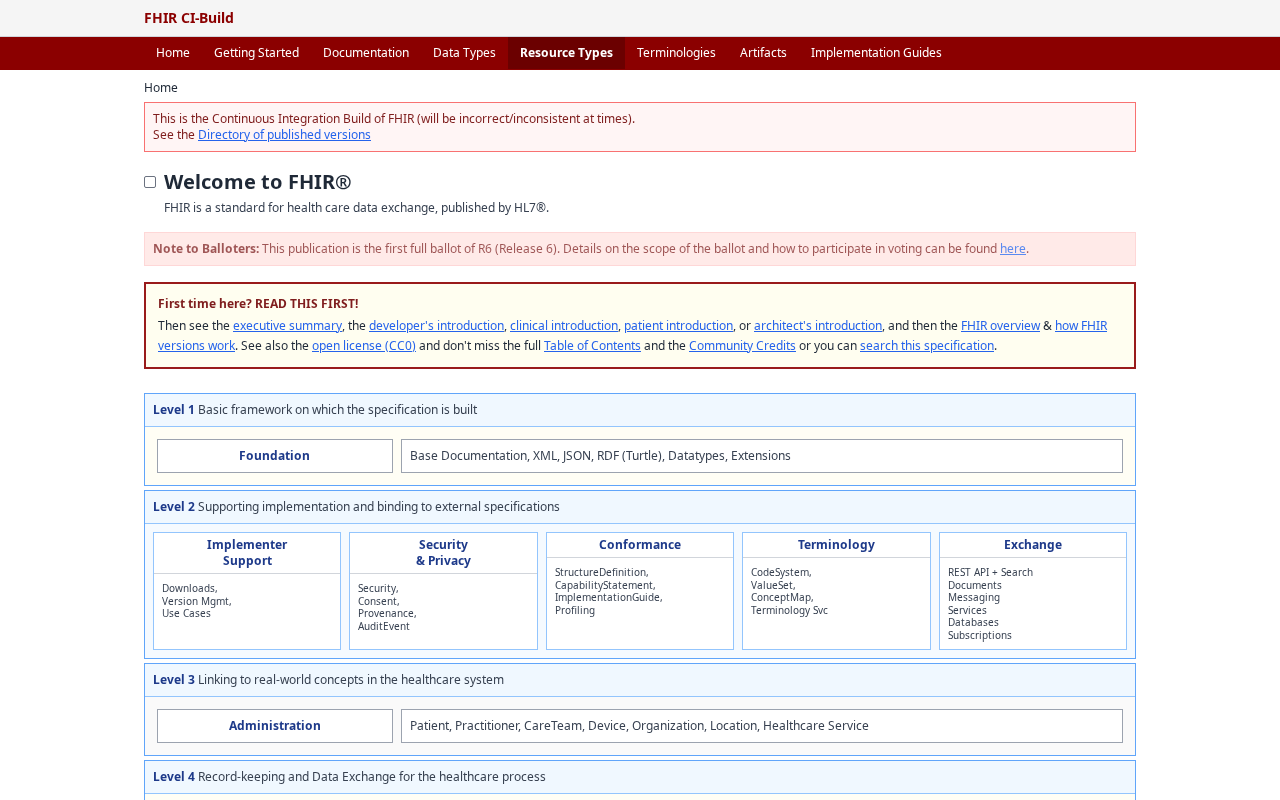 FHIR CI-Build
Home Getting Started Documentation Data Types Resource Types Terminologies Artifacts Implementation Guides
Home
This is the Continuous Integration Build of FHIR (will be incorrect/inconsistent at times).
See the Directory of published versions
Welcome to FHIR®
FHIR is a standard for health care data exchange, published by HL7®.
Note to Balloters: This publication is the first full ballot of R6 (Release 6). Details on the scope of the ballot and how to participate in voting can be found here.
First time here? READ THIS FIRST!
Then see the executive summary, the developer's introduction, clinical introduction, patient introduction, or architect's introduction, and then the FHIR overview & how FHIR
versions work. See also the open license (CC0) and don't miss the full Table of Contents and the Community Credits or you can search this specification.
Level 1 Basic framework on which the specification is built
Foundation
Base Documentation, XML, JSON, RDF (Turtle), Datatypes, Extensions
Level 2 Supporting implementation and binding to external specifications
Implementer
Support
Downloads,
Version Mgmt,
Use Cases
Security
& Privacy
Security,
Consent,
Provenance,
AuditEvent
Conformance
StructureDefinition,
CapabilityStatement,
ImplementationGuide,
Profiling
Terminology
CodeSystem,
ValueSet,
ConceptMap,
Terminology Svc
Exchange
REST API + Search
Documents
Messaging
Services
Databases
Subscriptions
Level 3 Linking to real-world concepts in the healthcare system
Administration
Patient, Practitioner, CareTeam, Device, Organization, Location, Healthcare Service
Level 4 Record-keeping and Data Exchange for the healthcare process